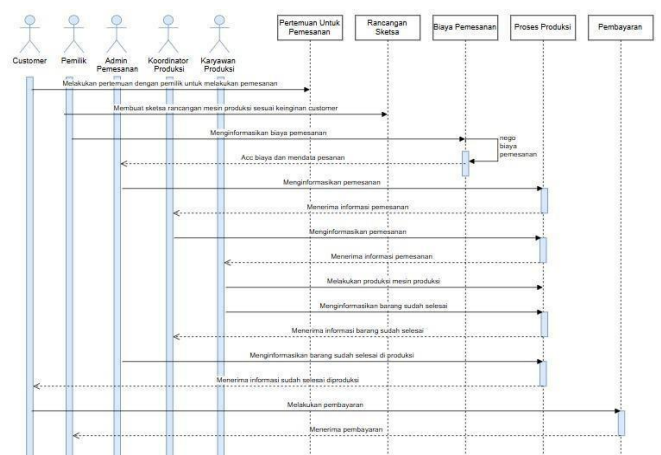 Customer
Pemilik
Admin
Pemesanan
Koordinator
Produksi
Karyawan
Produksi
Pertemuan Untuk
Pemesanan
Rancangan
Sketsa
Biaya Pemesanan
Proses Produksi
Pembayaran
Melakukan pertemuan dengan pemilik untuk melakukan pemesanan
Membuat sketsa rancangan mesin produksi sesuai keinginan customer
Menginformasikan biaya pemesanan
nego
biaya
pemesanan
Acc biaya dan mendata pesanan
Menginformasikan pemesanan
Menerima informasi pemesanan
Menginformasikan pemesanan
Menerima informasi pemesanan
Melakukan produksi mesin produksi
Menginformasikan barang sudah selesai
Menerima informasi barang sudah selesai
Menginformasikan barang sudah selesai di produksi
Menerima informasi sudah selesai diproduksi
Melakukan pembayaran
Menerima pembayaran